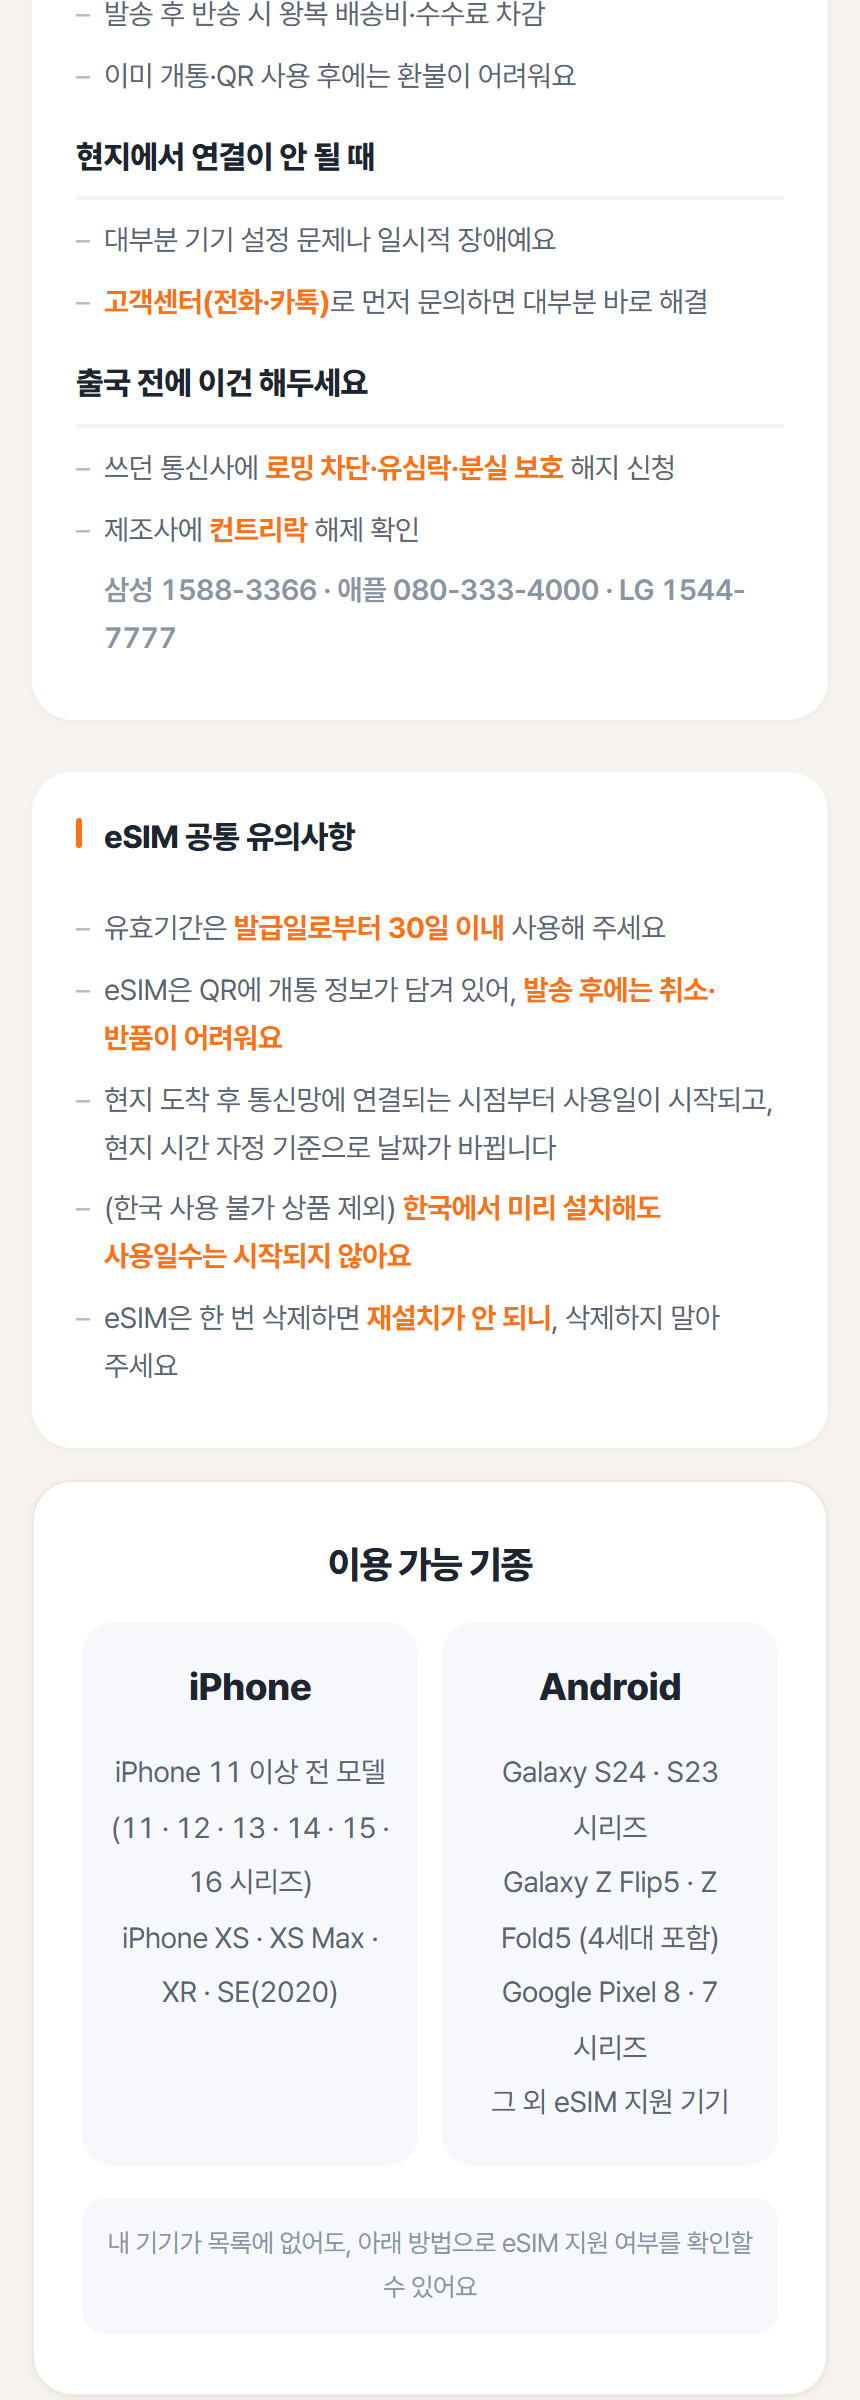 – 발송 후 반송 시 왕복 배송비·수수료 차감
– 이미 개통·QR 사용 후에는 환불이 어려워요
현지에서 연결이 안 될 때
– 대부분 기기 설정 문제나 일시적 장애예요
– 고객센터(전화·카톡)로 먼저 문의하면 대부분 바로 해결
출국 전에 이건 해두세요
– 쓰던 통신사에 로밍 차단·유심락·분실 보호 해지 신청
– 제조사에 컨트리락 해제 확인
삼성 1588-3366 · 애플 080-333-4000 · LG 1544-
7777
eSIM 공통 유의사항
– 유효기간은 발급일로부터 30일 이내 사용해 주세요
– eSIM은 QR에 개통 정보가 담겨 있어, 발송 후에는 취소·
반품이 어려워요
– 현지 도착 후 통신망에 연결되는 시점부터 사용일이 시작되고,
현지 시간 자정 기준으로 날짜가 바뀝니다
– (한국 사용 불가 상품 제외) 한국에서 미리 설치해도
사용일수는 시작되지 않아요
– eSIM은 한 번 삭제하면 재설치가 안 되니, 삭제하지 말아
주세요
이용 가능 기종
iPhone
iPhone 11 이상 전 모델
(11 · 12 · 13 · 14 · 15 ·
16 시리즈)
iPhone XS · XS Max ·
XR · SE(2020)
Android
Galaxy S24 · S23
시리즈
Galaxy Z Flip5 · Z
Fold5 (4세대 포함)
Google Pixel 8 · 7
시리즈
그 외 eSIM 지원 기기
내 기기가 목록에 없어도, 아래 방법으로 eSIM 지원 여부를 확인할
수 있어요